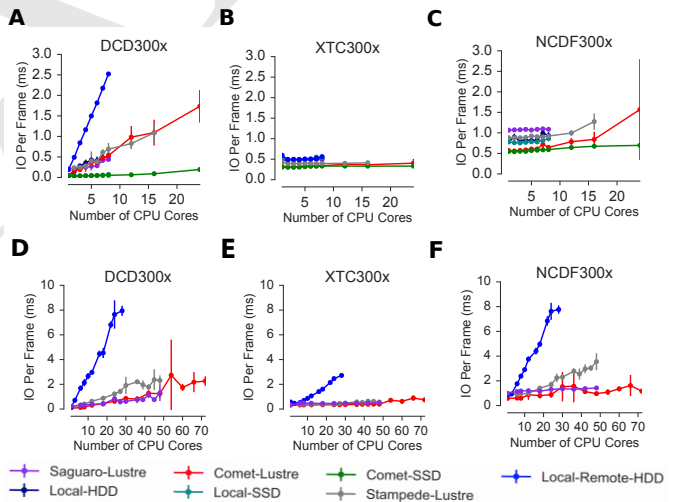 A
DCD300x
IO Per Frame (ms)
3.0
2.5
2.0
1.5
1.0
0.5
0.0
5 10 15 20
Number of CPU Cores
B
XTC300x
IO Per Frame (ms)
3.0
2.5
2.0
1.5
1.0
0.5
0.0
5 10 15 20
Number of CPU Cores
C
NCDF300x
IO Per Frame (ms)
3.0
2.5
2.0
1.5
1.0
0.5
0.0
5 10 15 20
Number of CPU Cores
D
DCD300x
IO Per Frame (ms)
10
8
6
4
2
0
10 20 30 40 50 60 70
Number of CPU Cores
E
XTC300x
IO Per Frame (ms)
10
8
6
4
2
0
10 20 30 40 50 60 70
Number of CPU Cores
F
NCDF300x
IO Per Frame (ms)
10
8
6
4
2
0
10 20 30 40 50 60 70
Number of CPU Cores
Saguaro-Lustre Comet-Lustre Comet-SSD Local-Remote-HDD
Local-HDD Local-SSD Stampede-Lustre